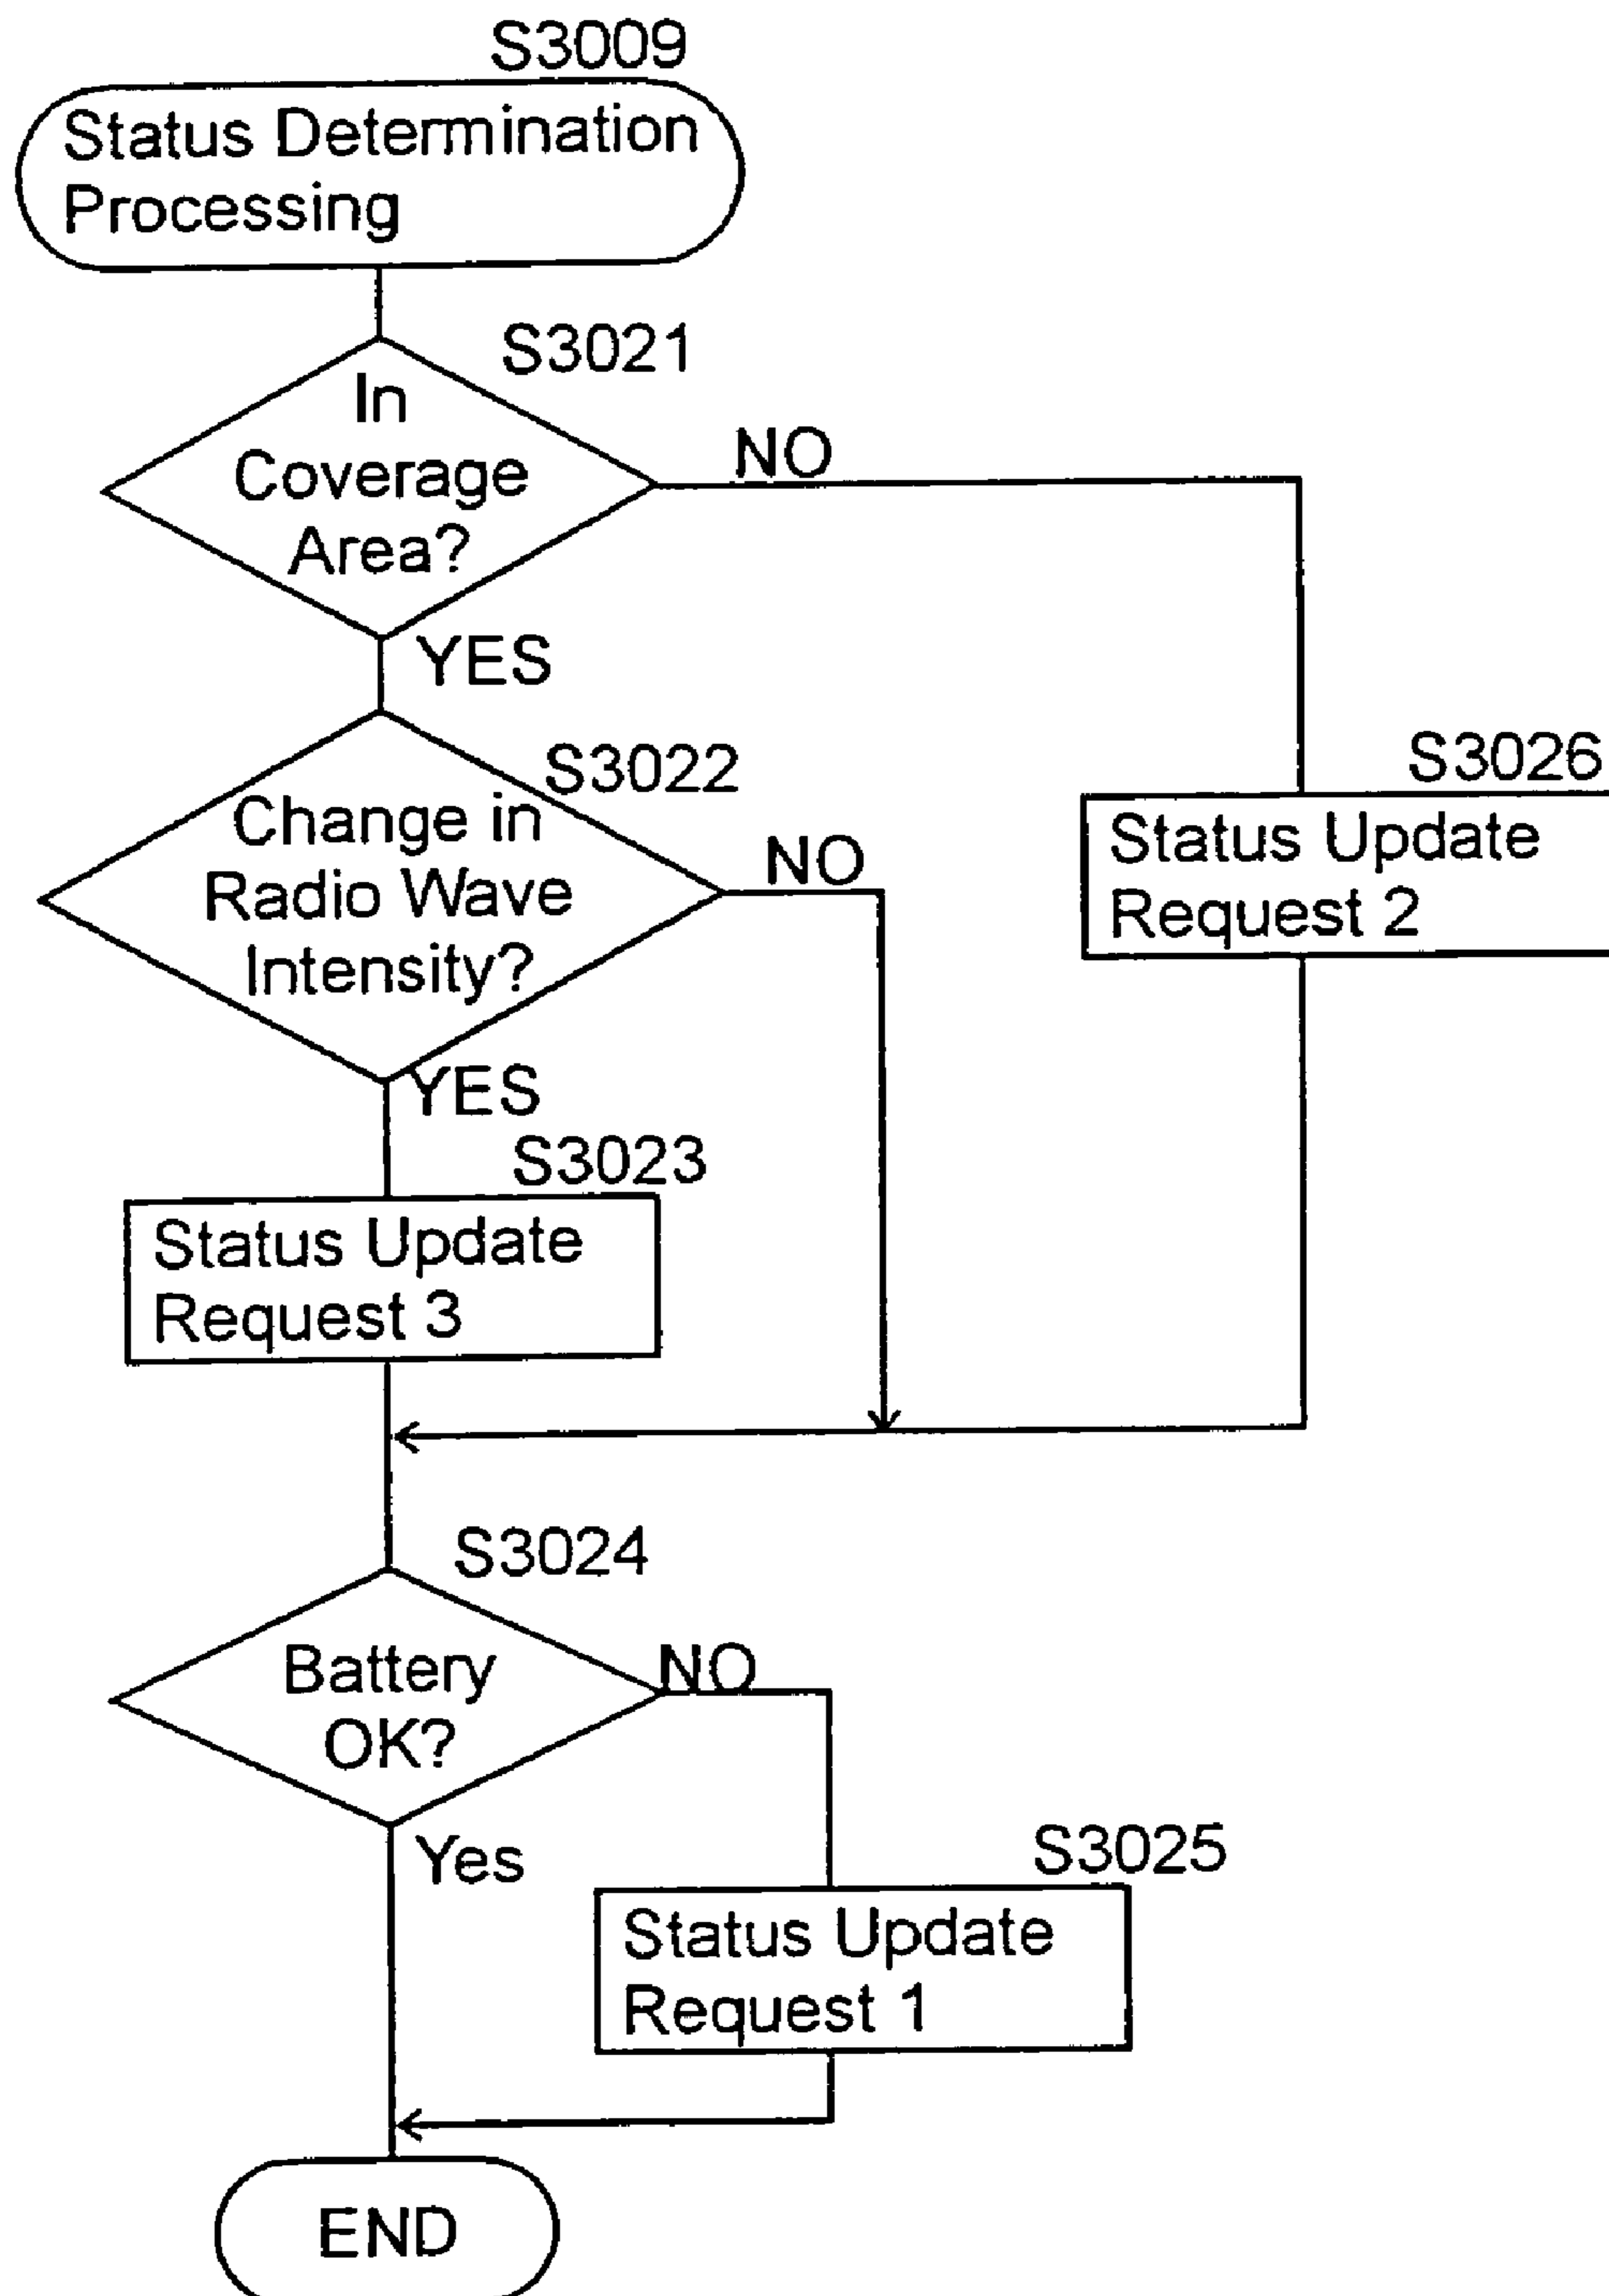 S3009
Status Determination
Processing
S3021
In
Coverage
Area?
NO
YES
S3022
Change in
Radio Wave
Intensity?
NO
S3026
Status Update
Request 2
YES
S3023
Status Update
Request 3
S3024
Battery
OK?
NO
Yes
S3025
Status Update
Request 1
END